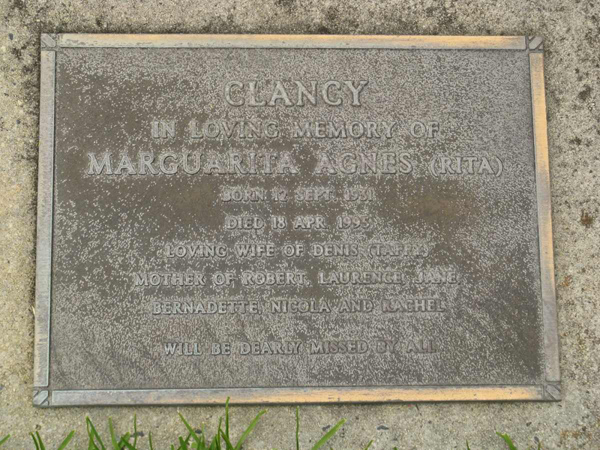 CLANCY
IN LOVING MEMORY OF
MARGUARITA AGNES (RITA)
BORN 12 SEPT. 1931
DIED 18 APR. 1995
LOVING WIFE OF DENIS
MOTHER OF ROBERT, LAURENCE, JANE,
BERNADETTE, NICOLA AND RACHEL
WILL BE DEARLY MISSED BY ALL